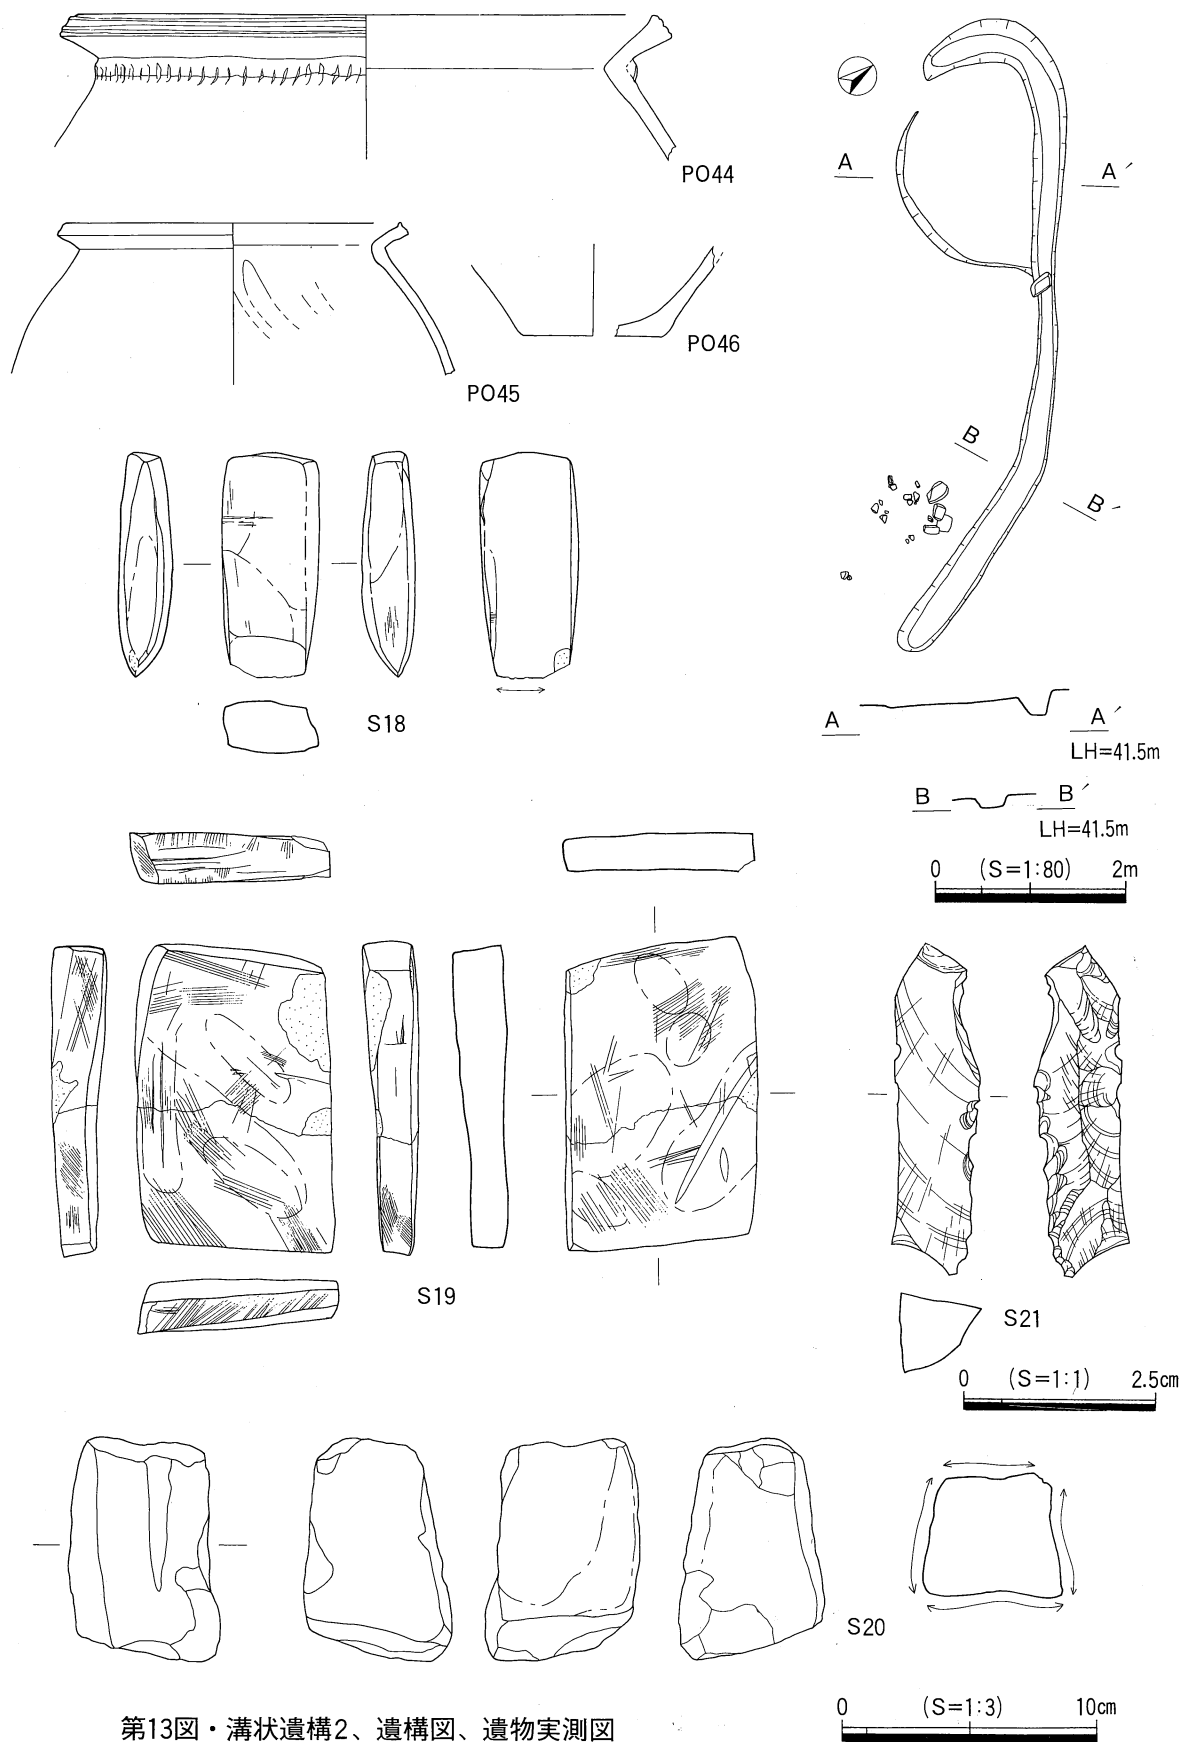 PO44
A A′
PO45
PO46
B
B′
S18
A A′
LH=41.5m
B B′
LH=41.5m
0 (S=1:80) 2m
S19
S21
0 (S=1:1) 2.5cm
S20
0 (S=1:3) 10cm
第13図・溝状遺構2、遺構図、遺物実測図